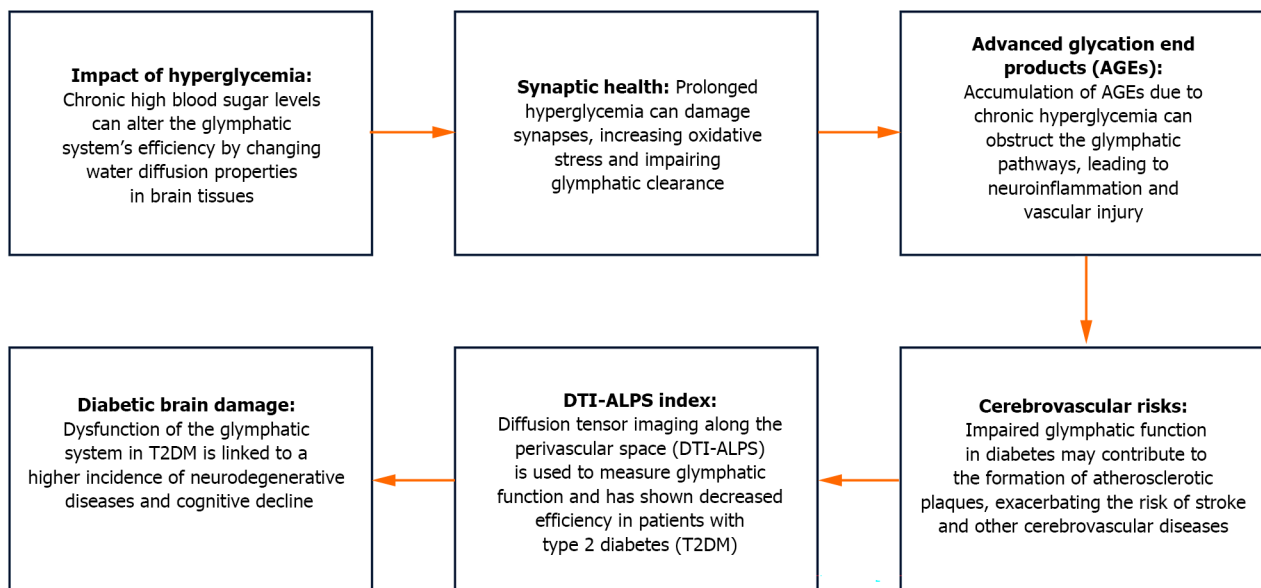 Impact of hyperglycemia:
Chronic high blood sugar levels
can alter the glymphatic
system’s efficiency by changing
water diffusion properties
in brain tissues
Synaptic health: Prolonged
hyperglycemia can damage
synapses, increasing oxidative
stress and impairing
glymphatic clearance
Advanced glycation end
products (AGEs):
Accumulation of AGEs due to
chronic hyperglycemia can
obstruct the glymphatic
pathways, leading to
neuroinflammation and
vascular injury
Cerebrovascular risks:
Impaired glymphatic function
in diabetes may contribute to
the formation of atherosclerotic
plaques, exacerbating the risk of stroke
and other cerebrovascular diseases
DTI-ALPS index:
Diffusion tensor imaging along the
perivascular space (DTI-ALPS)
is used to measure glymphatic
function and has shown decreased
efficiency in patients with
type 2 diabetes (T2DM)
Diabetic brain damage:
Dysfunction of the glymphatic
system in T2DM is linked to a
higher incidence of neurodegenerative
diseases and cognitive decline